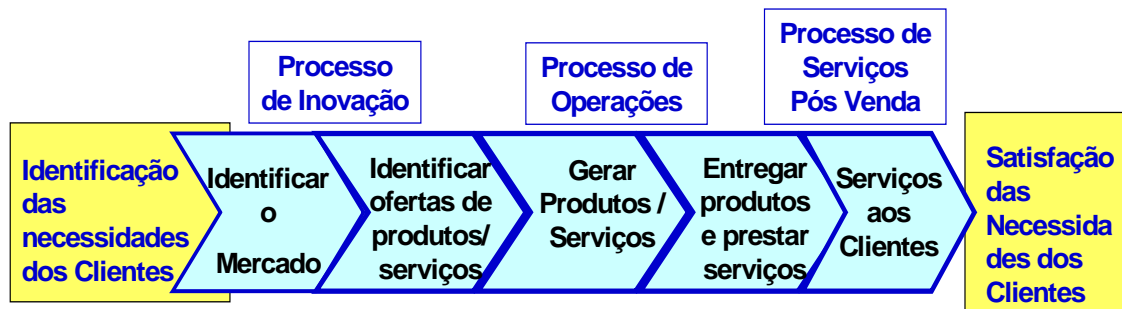 Processo
de Inovação
Processo de
Operações
Processo de
Serviços
Pós Venda
Identificação
das
necessidades
dos Clientes
Identificar
o
Mercado
Identificar
ofertas de
produtos/
serviços
Gerar
Produtos /
Serviços
Entregar
produtos
e prestar
serviços
Serviços
aos
Clientes
Satisfação
das
Necessida
des dos
Clientes